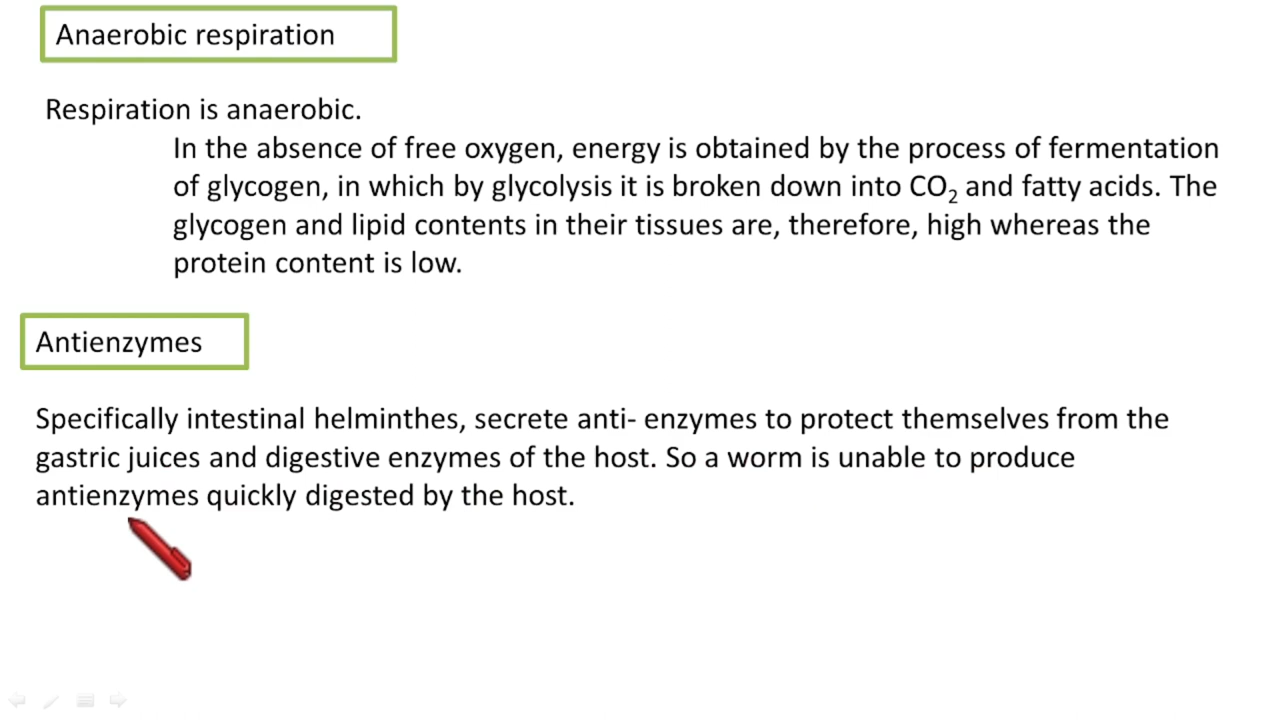 Anaerobic respiration
Respiration is anaerobic.
In the absence of free oxygen, energy is obtained by the process of fermentation
of glycogen, in which by glycolysis it is broken down into CO₂ and fatty acids. The
glycogen and lipid contents in their tissues are, therefore, high whereas the
protein content is low.
Antienzymes
Specifically intestinal helminthes, secrete anti- enzymes to protect themselves from the
gastric juices and digestive enzymes of the host. So a worm is unable to produce
antienzymes quickly digested by the host.